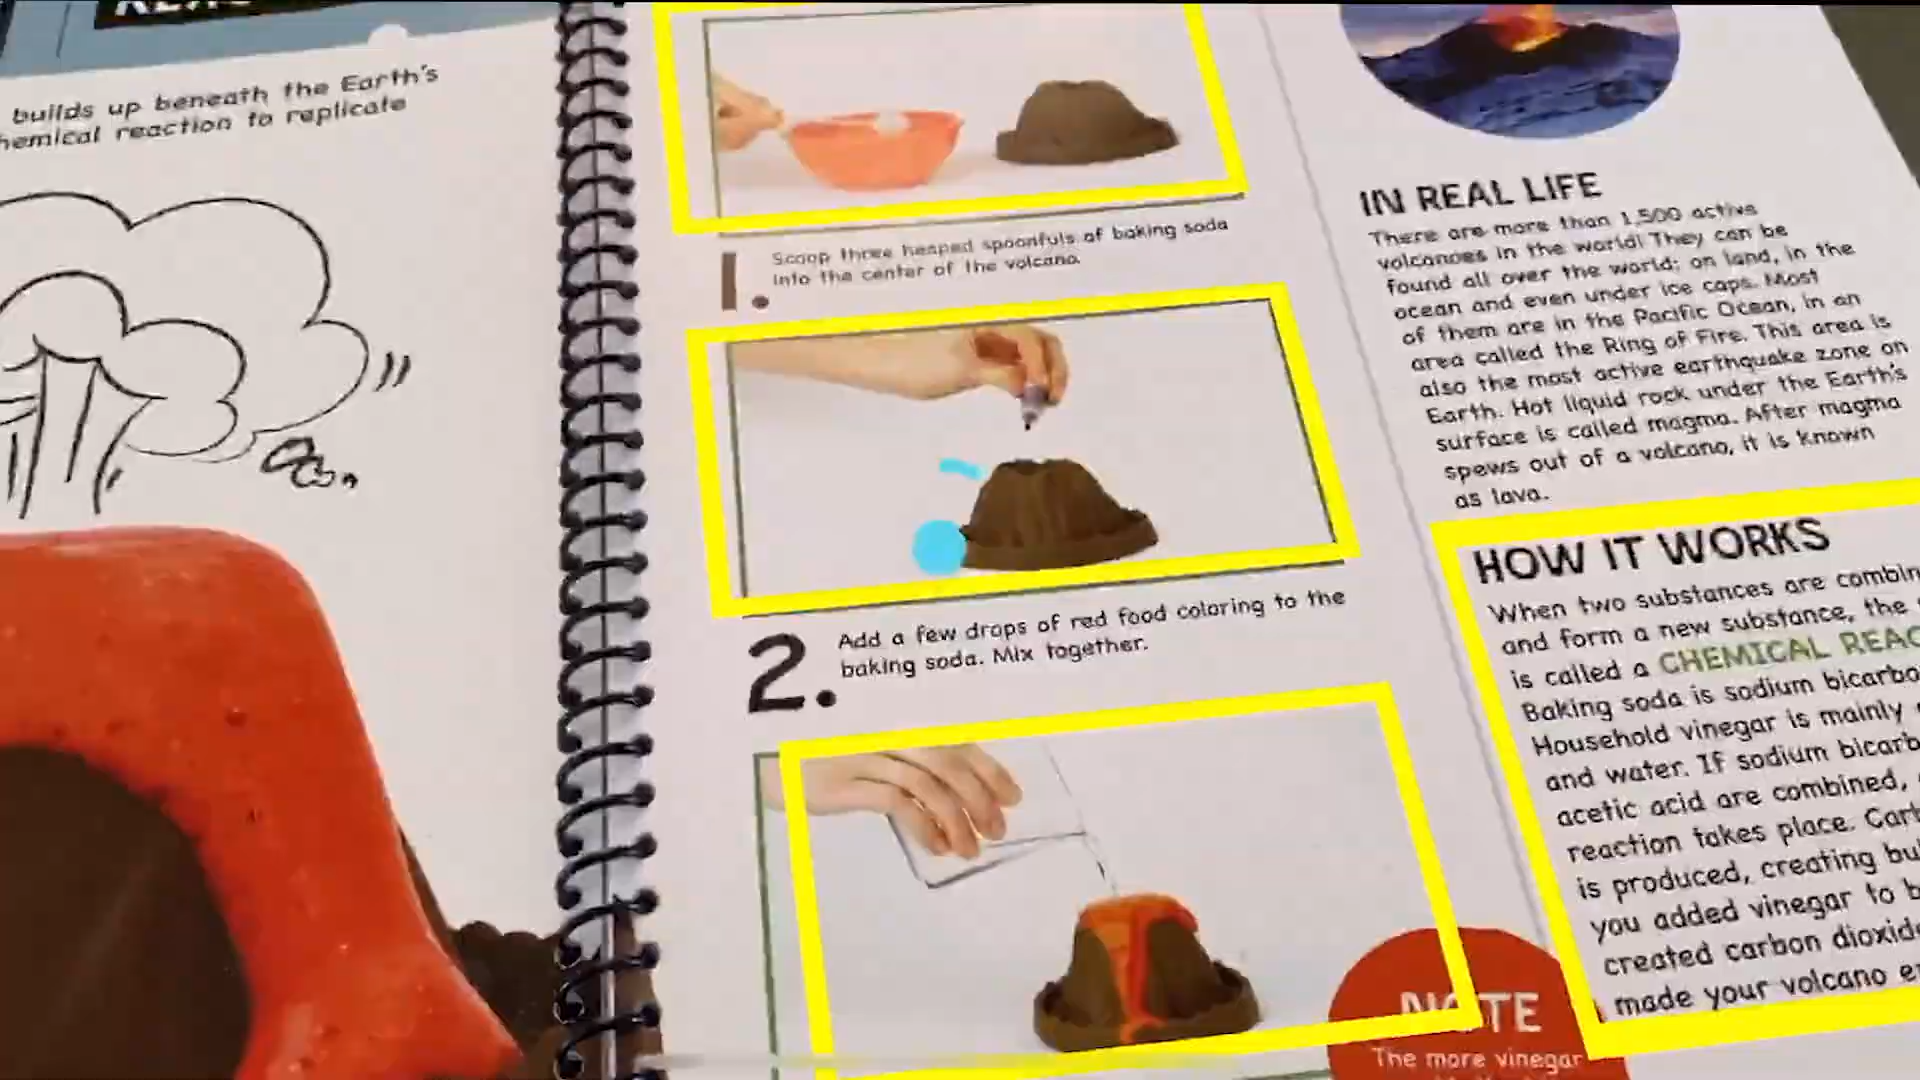 builds up beneath the Earth's
chemical reaction to replicate
1. Scoop three heaped spoonfuls of baking soda
into the center of the volcano.
2. Add a few drops of red food coloring to the
baking soda. Mix together.
IN REAL LIFE
There are more than 1,500 active
volcanoes in the world! They can be
found all over the world; on land, in the
ocean and even under ice caps. Most
of them are in the Pacific Ocean, in an
area called the Ring of Fire. This area is
also the most active earthquake zone on
Earth. Hot liquid rock under the Earth's
surface is called magma. After magma
spews out of a volcano, it is known
as lava.
HOW IT WORKS
When two substances are
and form a new substance, the
is called a CHEMICAL
Baking soda is sodium
Household vinegar is mainly
and water. If sodium
acetic acid are combined,
reaction takes place.
is produced, creating
you added vinegar to
created carbon
made your volcano
NOTE
The more vinegar